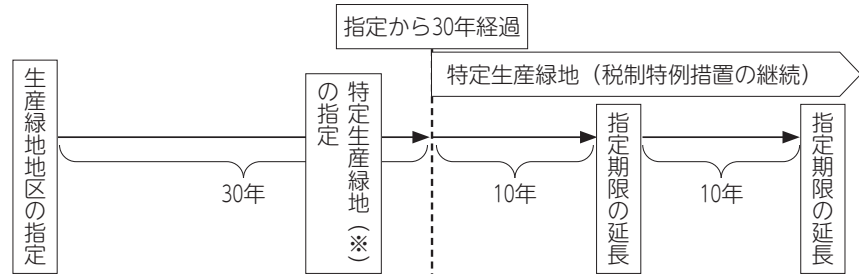 指定から30年経過
特定生産緑地（税制特例措置の継続）
生産緑地地区の指定
特定生産緑地（※）
の指定
指定期限の延長
指定期限の延長
30年
10年
10年